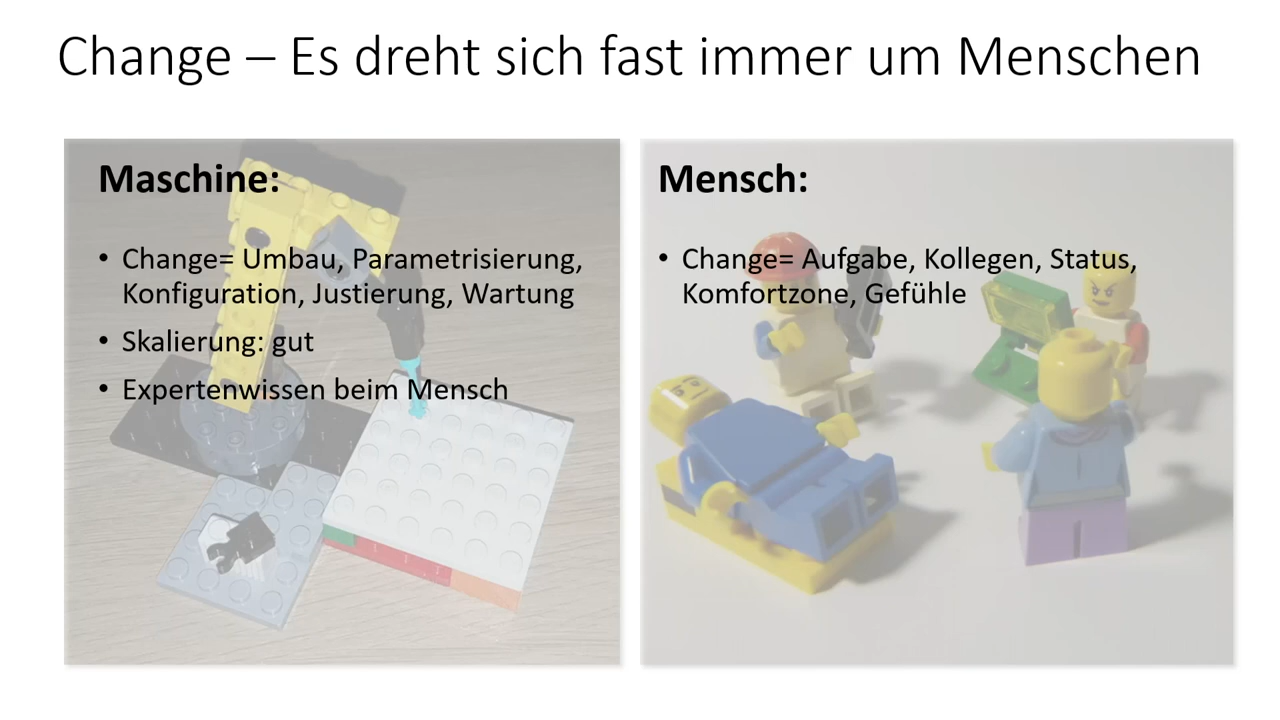 Change – Es dreht sich fast immer um Menschen
Maschine:
• Change= Umbau, Parametrisierung,
Konfiguration, Justierung, Wartung
• Skalierung: gut
• Expertenwissen beim Mensch
Mensch:
• Change= Aufgabe, Kollegen, Status,
Komfortzone, Gefühle